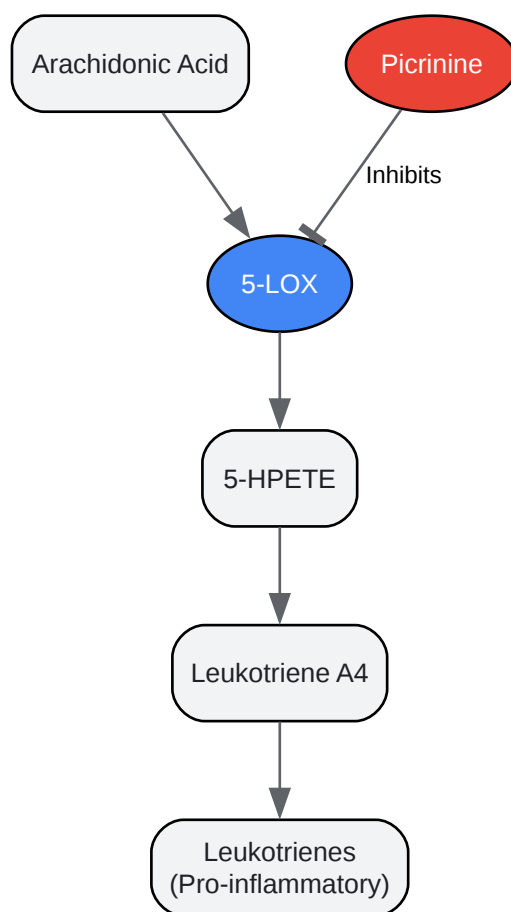 Arachidonic Acid
Picrinine
Inhibits
5-LOX
5-HPETE
Leukotriene A4
Leukotrienes
(Pro-inflammatory)